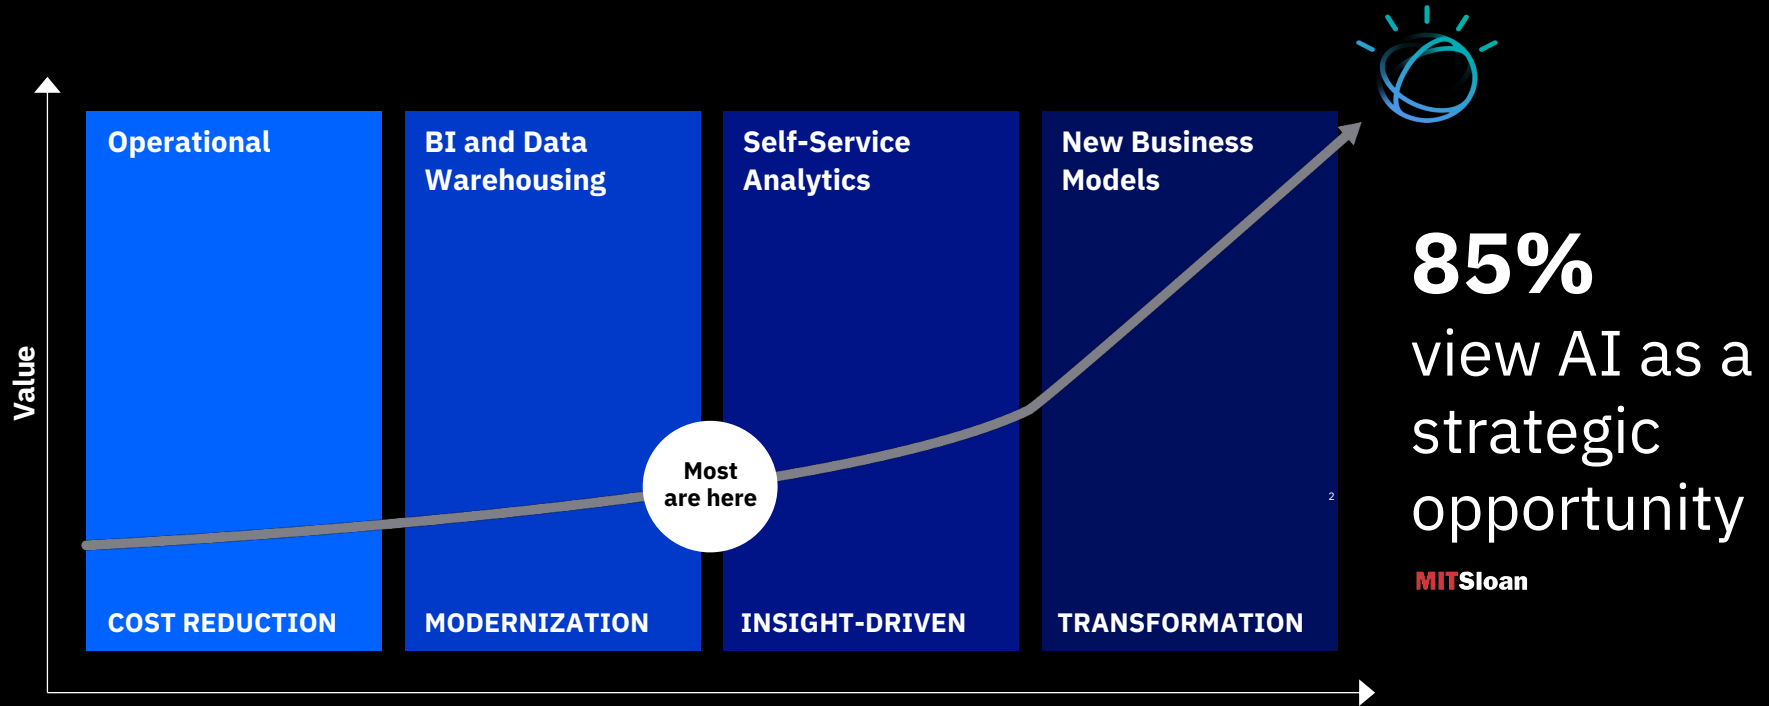 Value
Operational
COST REDUCTION
BI and Data
Warehousing
MODERNIZATION
Most
are here
Self-Service
Analytics
INSIGHT-DRIVEN
New Business
Models
2
TRANSFORMATION
85%
view AI as a
strategic
opportunity
MITSloan